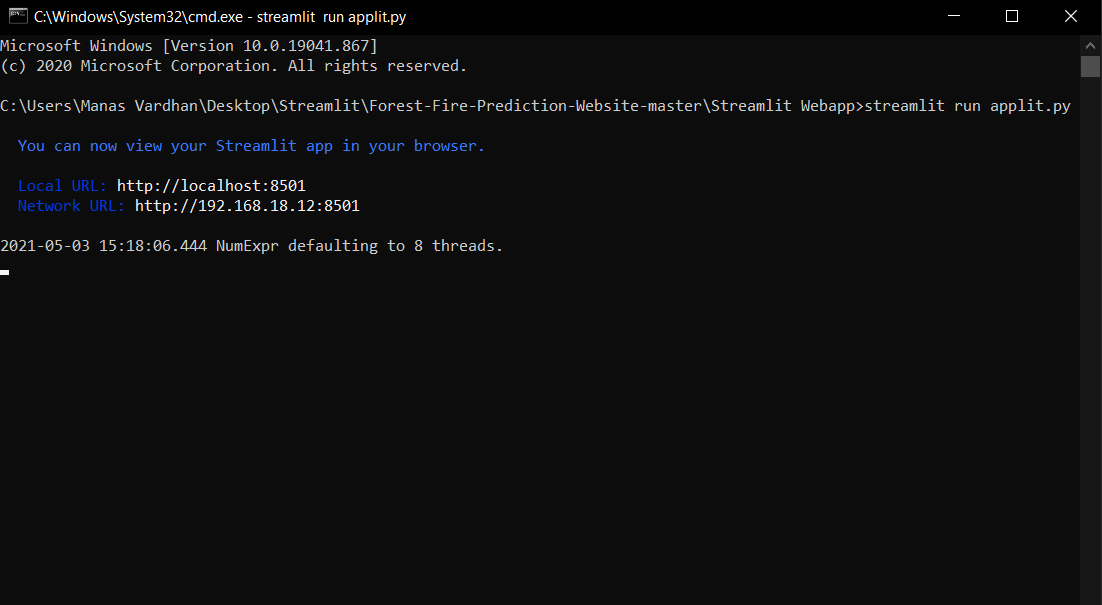 C:\Windows\System32\cmd.exe - streamlit  run applit.py
Microsoft Windows [Version 10.0.19041.867]
(c) 2020 Microsoft Corporation. All rights reserved.
C:\Users\Manas Vardhan\Desktop\Streamlit\Forest-Fire-Prediction-Website-master\Streamlit Webapp>streamlit run applit.py
You can now view your Streamlit app in your browser.
Local URL: http://localhost:8501
Network URL: http://192.168.18.12:8501
2021-05-03 15:18:06.444 NumExpr defaulting to 8 threads.